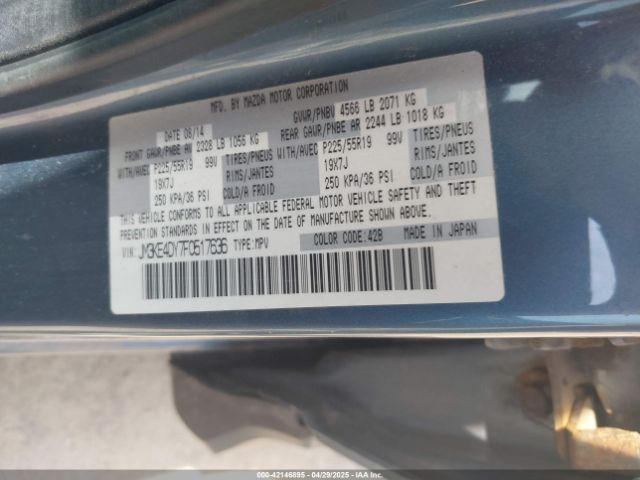 MFD. BY MAZDA MOTOR CORPORATION
DATE 08/14 GVWR/PNBV 4566 LB 2071 KG
FRONT GAWR/PNBE AV 2328 LB 1056 KG REAR GAWR/PNBE AR 2244 LB 1018 KG
WITH/AVEC P225/55R19 99V TIRES/PNEUS WITH/AVEC P225/55R19 99V TIRES/PNEUS
19X7J RIMS/JANTES 19X7J RIMS/JANTES
250 KPA/36 PSI COLD/A FROID 250 KPA/36 PSI COLD/A FROID
THIS VEHICLE CONFORMS TO ALL APPLICABLE FEDERAL MOTOR VEHICLE SAFETY AND THEFT
PREVENTION STANDARDS IN EFFECT ON THE DATE OF MANUFACTURE SHOWN ABOVE.
VIN: JM3KE4DY7F0517636 TYPE: MPV COLOR CODE: 42B MADE IN JAPAN
000-42146895 04/29/2025 IAA Inc.